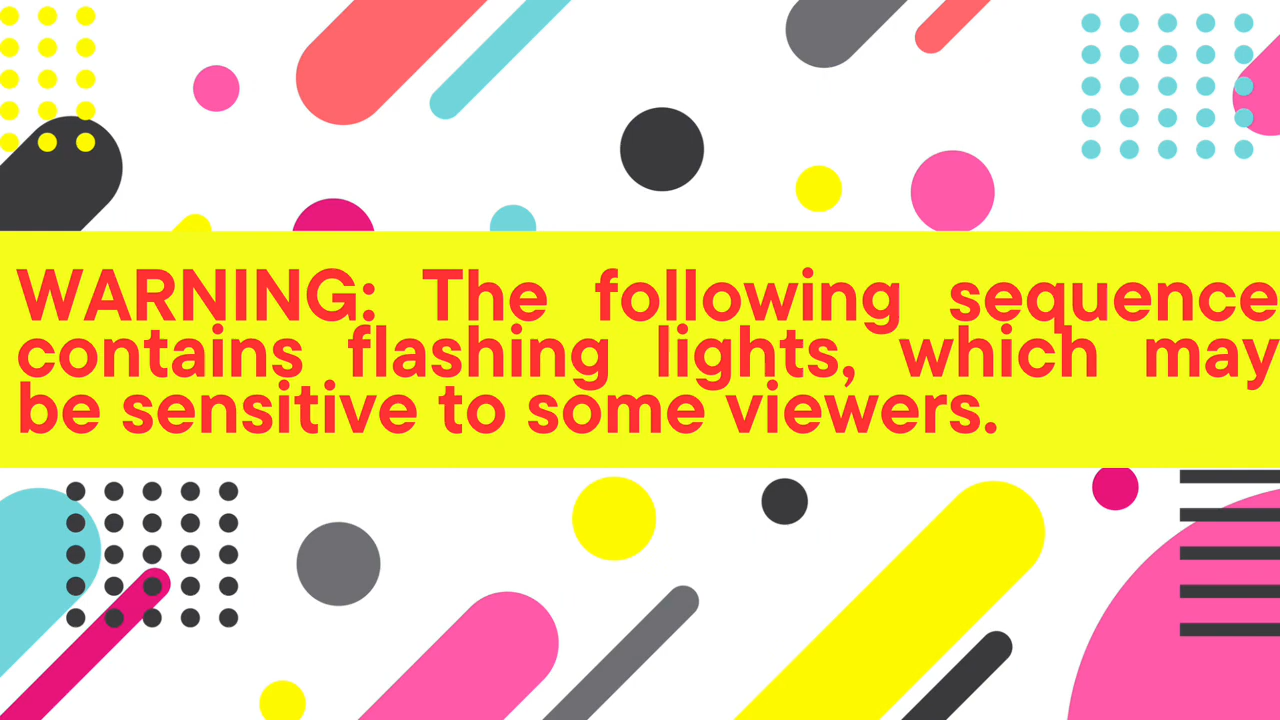 WARNING: The following sequence
contains flashing lights, which may
be sensitive to some viewers.